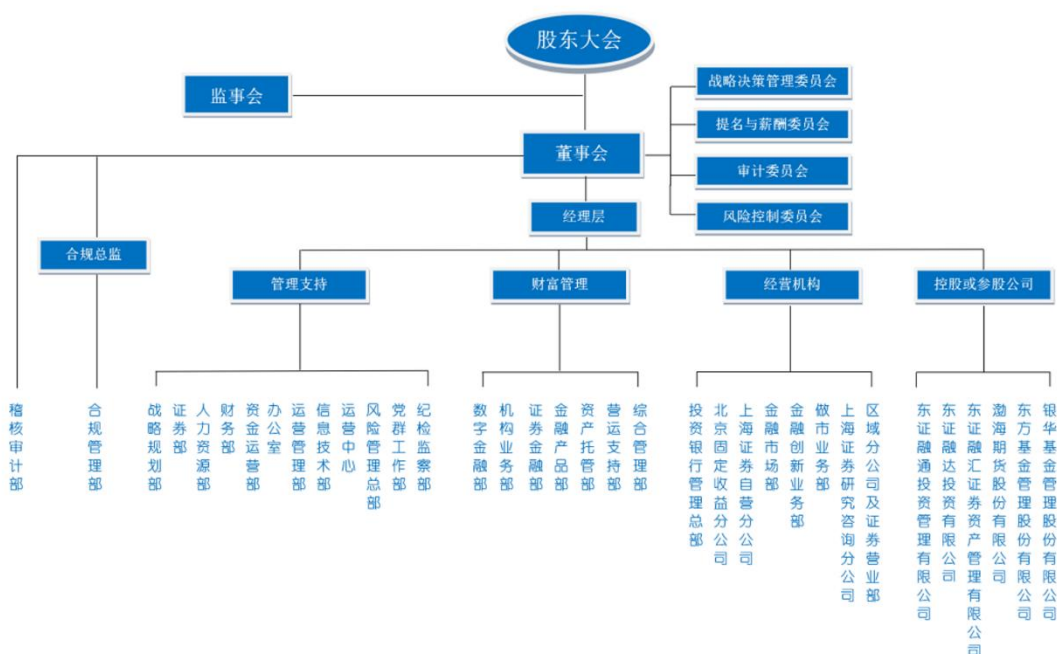 股东大会
监事会
战略决策管理委员会
提名与薪酬委员会
董事会
审计委员会
经理层
风险控制委员会
合规总监
管理支持
财富管理
经营机构
控股或参股公司
稽核审计部
合规管理部
战略规划部
证券部
人力资源部
财务部
资金运营部
办公室
运营管理部
信息技术部
运营中心
风险管理总部
党群工作部
纪检监察部
数字金融部
机构业务部
证券金融部
金融产品部
资产托管部
营运支持部
综合管理部
投资银行管理总部
北京固定收益分公司
上海证券自营分公司
金融市场部
金融创新业务部
做市业务部
上海证券研究咨询分公司
区域分公司及证券营业部
东证融通投资管理有限公司
东证融达投资有限公司
东证融汇证券资产管理有限公司
渤海期货股份有限公司
东方基金管理股份有限公司
银华基金管理股份有限公司